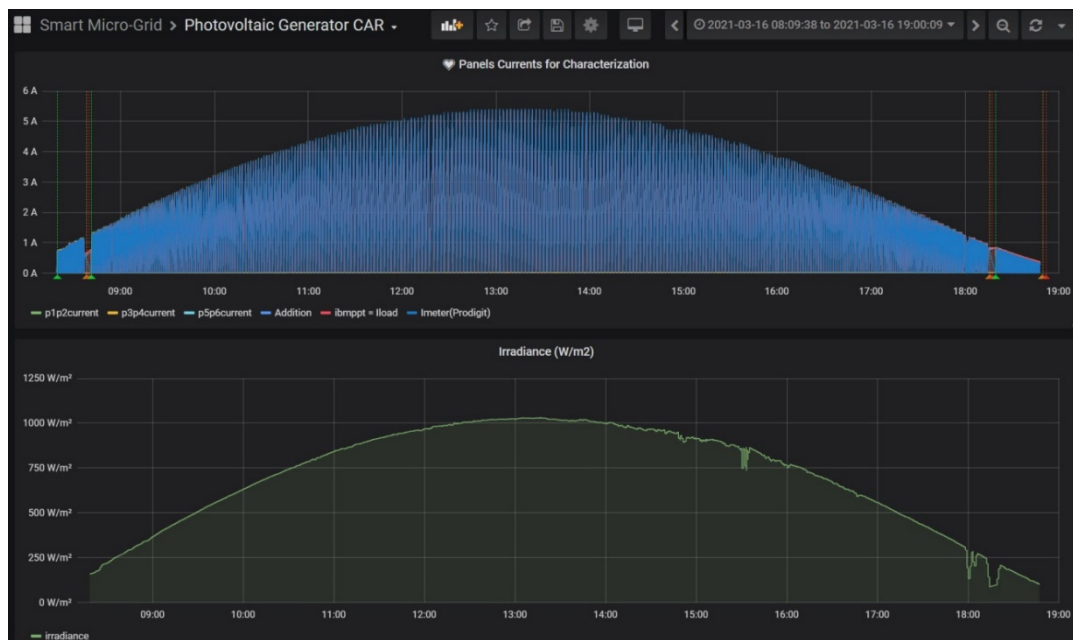 Smart Micro-Grid > Photovoltaic Generator CAR
2021-03-16 08:09:38 to 2021-03-16 19:00:09
Panels Currents for Characterization
6 A
5 A
4 A
3 A
2 A
1 A
0 A
09:00 10:00 11:00 12:00 13:00 14:00 15:00 16:00 17:00 18:00 19:00
p1p2current p3p4current p5p6current Addition ibmppt = Iload Imeter(Prodigit)
Irradiance (W/m2)
1250 W/m²
1000 W/m²
750 W/m²
500 W/m²
250 W/m²
0 W/m²
09:00 10:00 11:00 12:00 13:00 14:00 15:00 16:00 17:00 18:00 19:00
irradiance